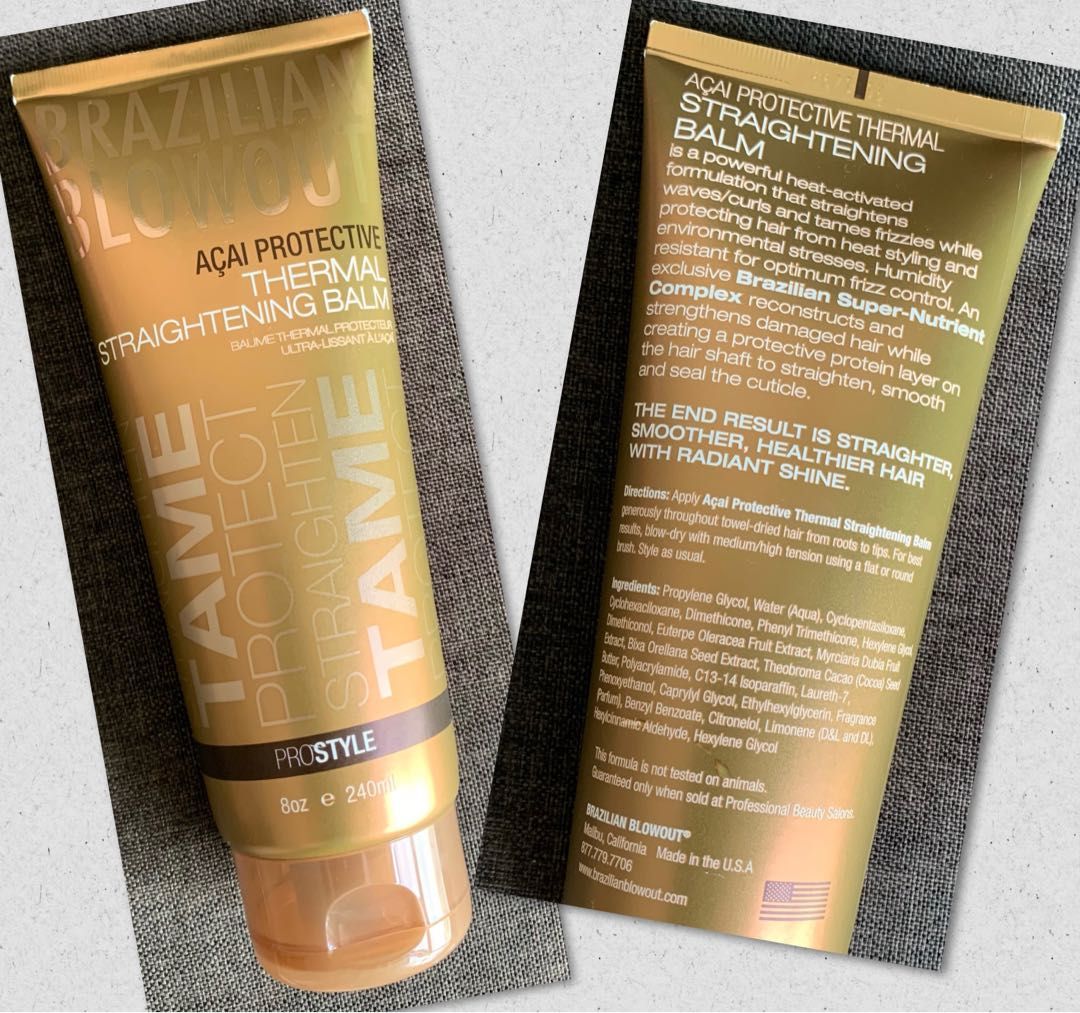 BRAZILIAN
BLOWOUT
AÇAI PROTECTIVE
THERMAL
STRAIGHTENING BALM
BAUME THERMAL PROTECTEUR
ULTRA-LISSANT À L'AÇAI
TAME
PROTECT
STRAIGHTEN
TAME
PROSTYLE
8oz e 240ml
AÇAI PROTECTIVE THERMAL
STRAIGHTENING
BALM
is a powerful heat-activated
formulation that straightens
waves/curls and tames frizzies while
protecting hair from heat styling and
environmental stresses. Humidity
resistant for optimum frizz control. An
exclusive Brazilian Super-Nutrient
Complex reconstructs and
strengthens damaged hair while
creating a protective protein layer on
the hair shaft to straighten, smooth
and seal the cuticle.
THE END RESULT IS STRAIGHTER,
SMOOTHER, HEALTHIER HAIR
WITH RADIANT SHINE.
Directions: Apply Açai Protective Thermal Straightening Balm
generously throughout towel-dried hair from roots to tips. For best
results, blow-dry with medium/high tension using a flat or round
brush. Style as usual.
Ingredients: Propylene Glycol, Water (Aqua), Cyclopentasiloxane,
Cyclohexaciloxane, Dimethicone, Phenyl Trimethicone, Hexylene Glycol
Dimethiconol, Euterpe Oleracea Fruit Extract, Myrciaria Dubia Fruit
Extract, Bixa Orellana Seed Extract, Theobroma Cacao (Cocoa) Seed
Butter, Polyacrylamide, C13-14 Isoparaffin, Laureth-7,
Phenoxyethanol, Caprylyl Glycol, Ethylhexylglycerin, Fragrance
(Parfum), Benzyl Benzoate, Citronelol, Limonene (D&L and DL),
Hexylcinnamic Aldehyde, Hexylene Glycol
This formula is not tested on animals.
Guaranteed only when sold at Professional Beauty Salons.
BRAZILIAN BLOWOUT®
Malibu, California Made in the U.S.A
877.779.7706
www.brazilianblowout.com